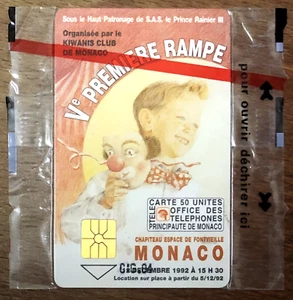 Sous le Haut Patronage de S.A.S. le Prince Rainier III
Organisée par le
KIWANIS CLUB
DE MONACO
Ve PREMIERE RAMPE
pour ouvrir déchirer ici
CARTE 50 UNITES
OFFICE DES
TELEPHONES
PRINCIPAUTE DE MONACO
TELE
CHAPITEAU ESPACE DE FONTVIEILLE
MONACO
1992 A 15 H 30
Location sur place à partir du 5/12/92